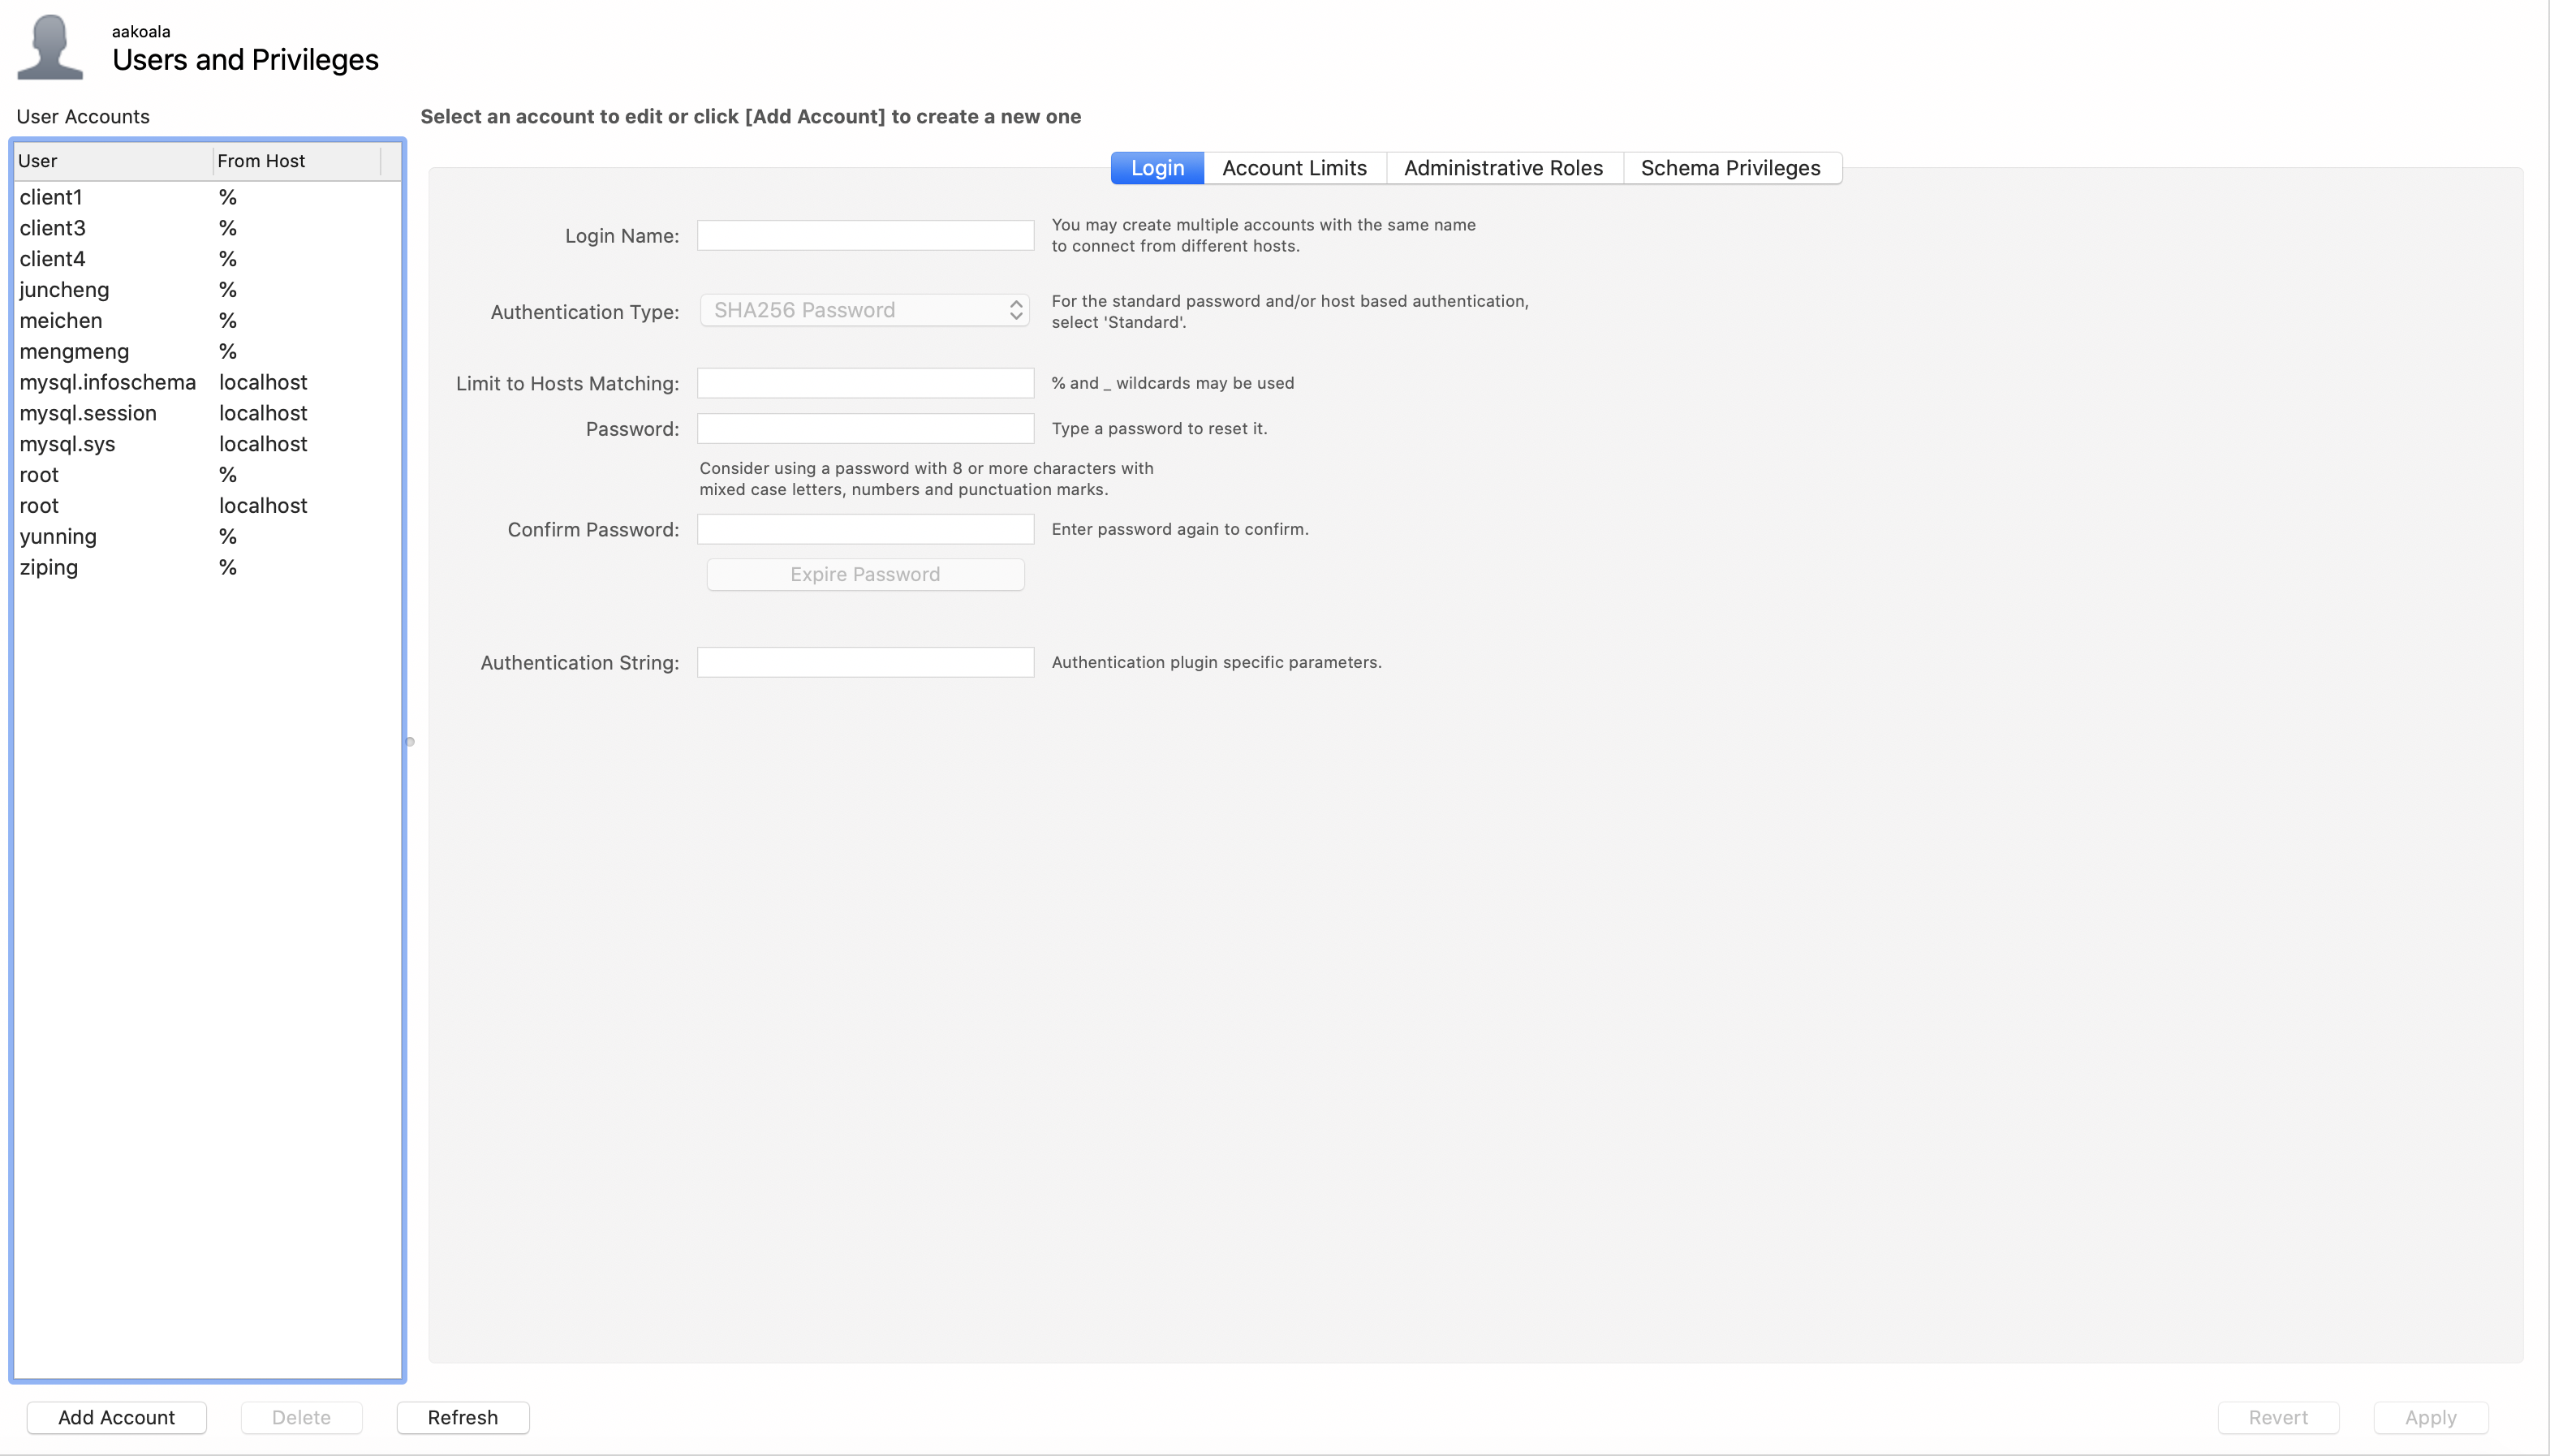 aakoala
Users and Privileges
User Accounts
Select an account to edit or click [Add Account] to create a new one
User From Host
client1 %
client3 %
client4 %
juncheng %
meichen %
mengmeng %
mysql.infoschema localhost
mysql.session localhost
mysql.sys localhost
root %
root localhost
yunning %
ziping %
Login Account Limits Administrative Roles Schema Privileges
Login Name:
You may create multiple accounts with the same name
to connect from different hosts.
Authentication Type: SHA256 Password
For the standard password and/or host based authentication,
select 'Standard'.
Limit to Hosts Matching: % and _ wildcards may be used
Password: Type a password to reset it.
Consider using a password with 8 or more characters with
mixed case letters, numbers and punctuation marks.
Confirm Password: Enter password again to confirm.
Expire Password
Authentication String: Authentication plugin specific parameters.
Add Account Delete Refresh Revert Apply